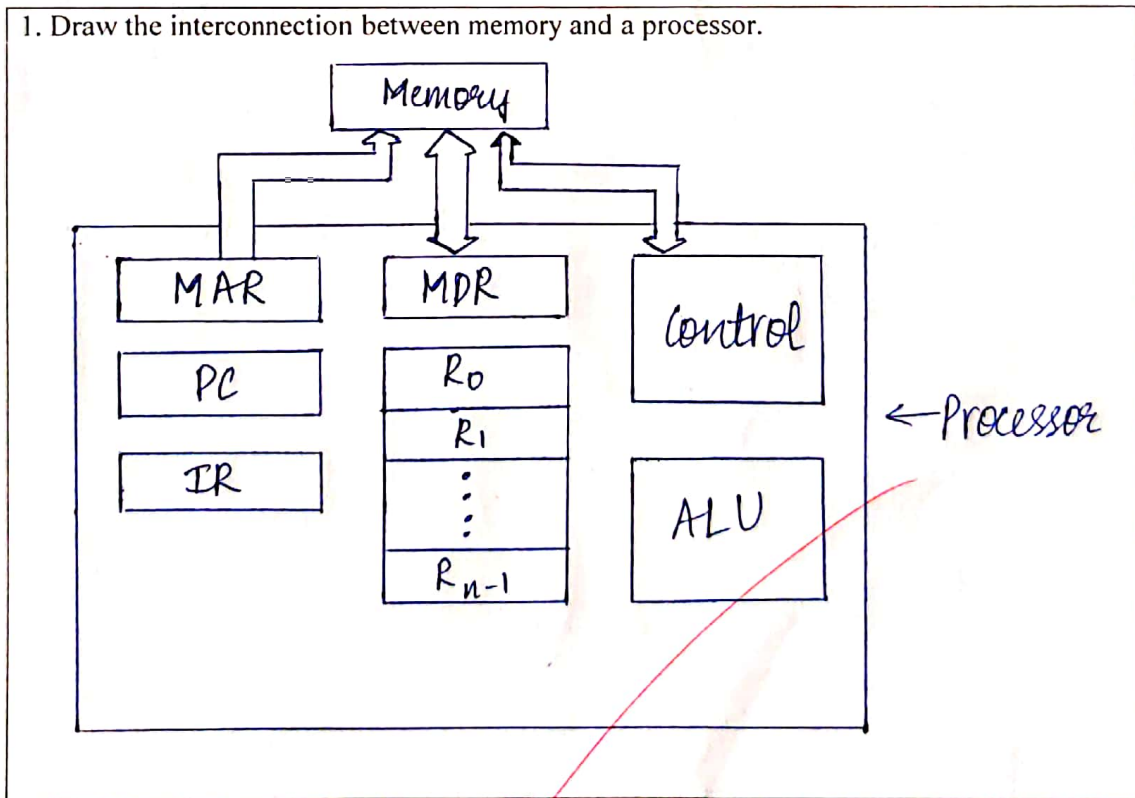 1. Draw the interconnection between memory and a processor.
Memory
MAR
MDR
Control
PC
R0
R1
IR
Rn-1
ALU
←Processor